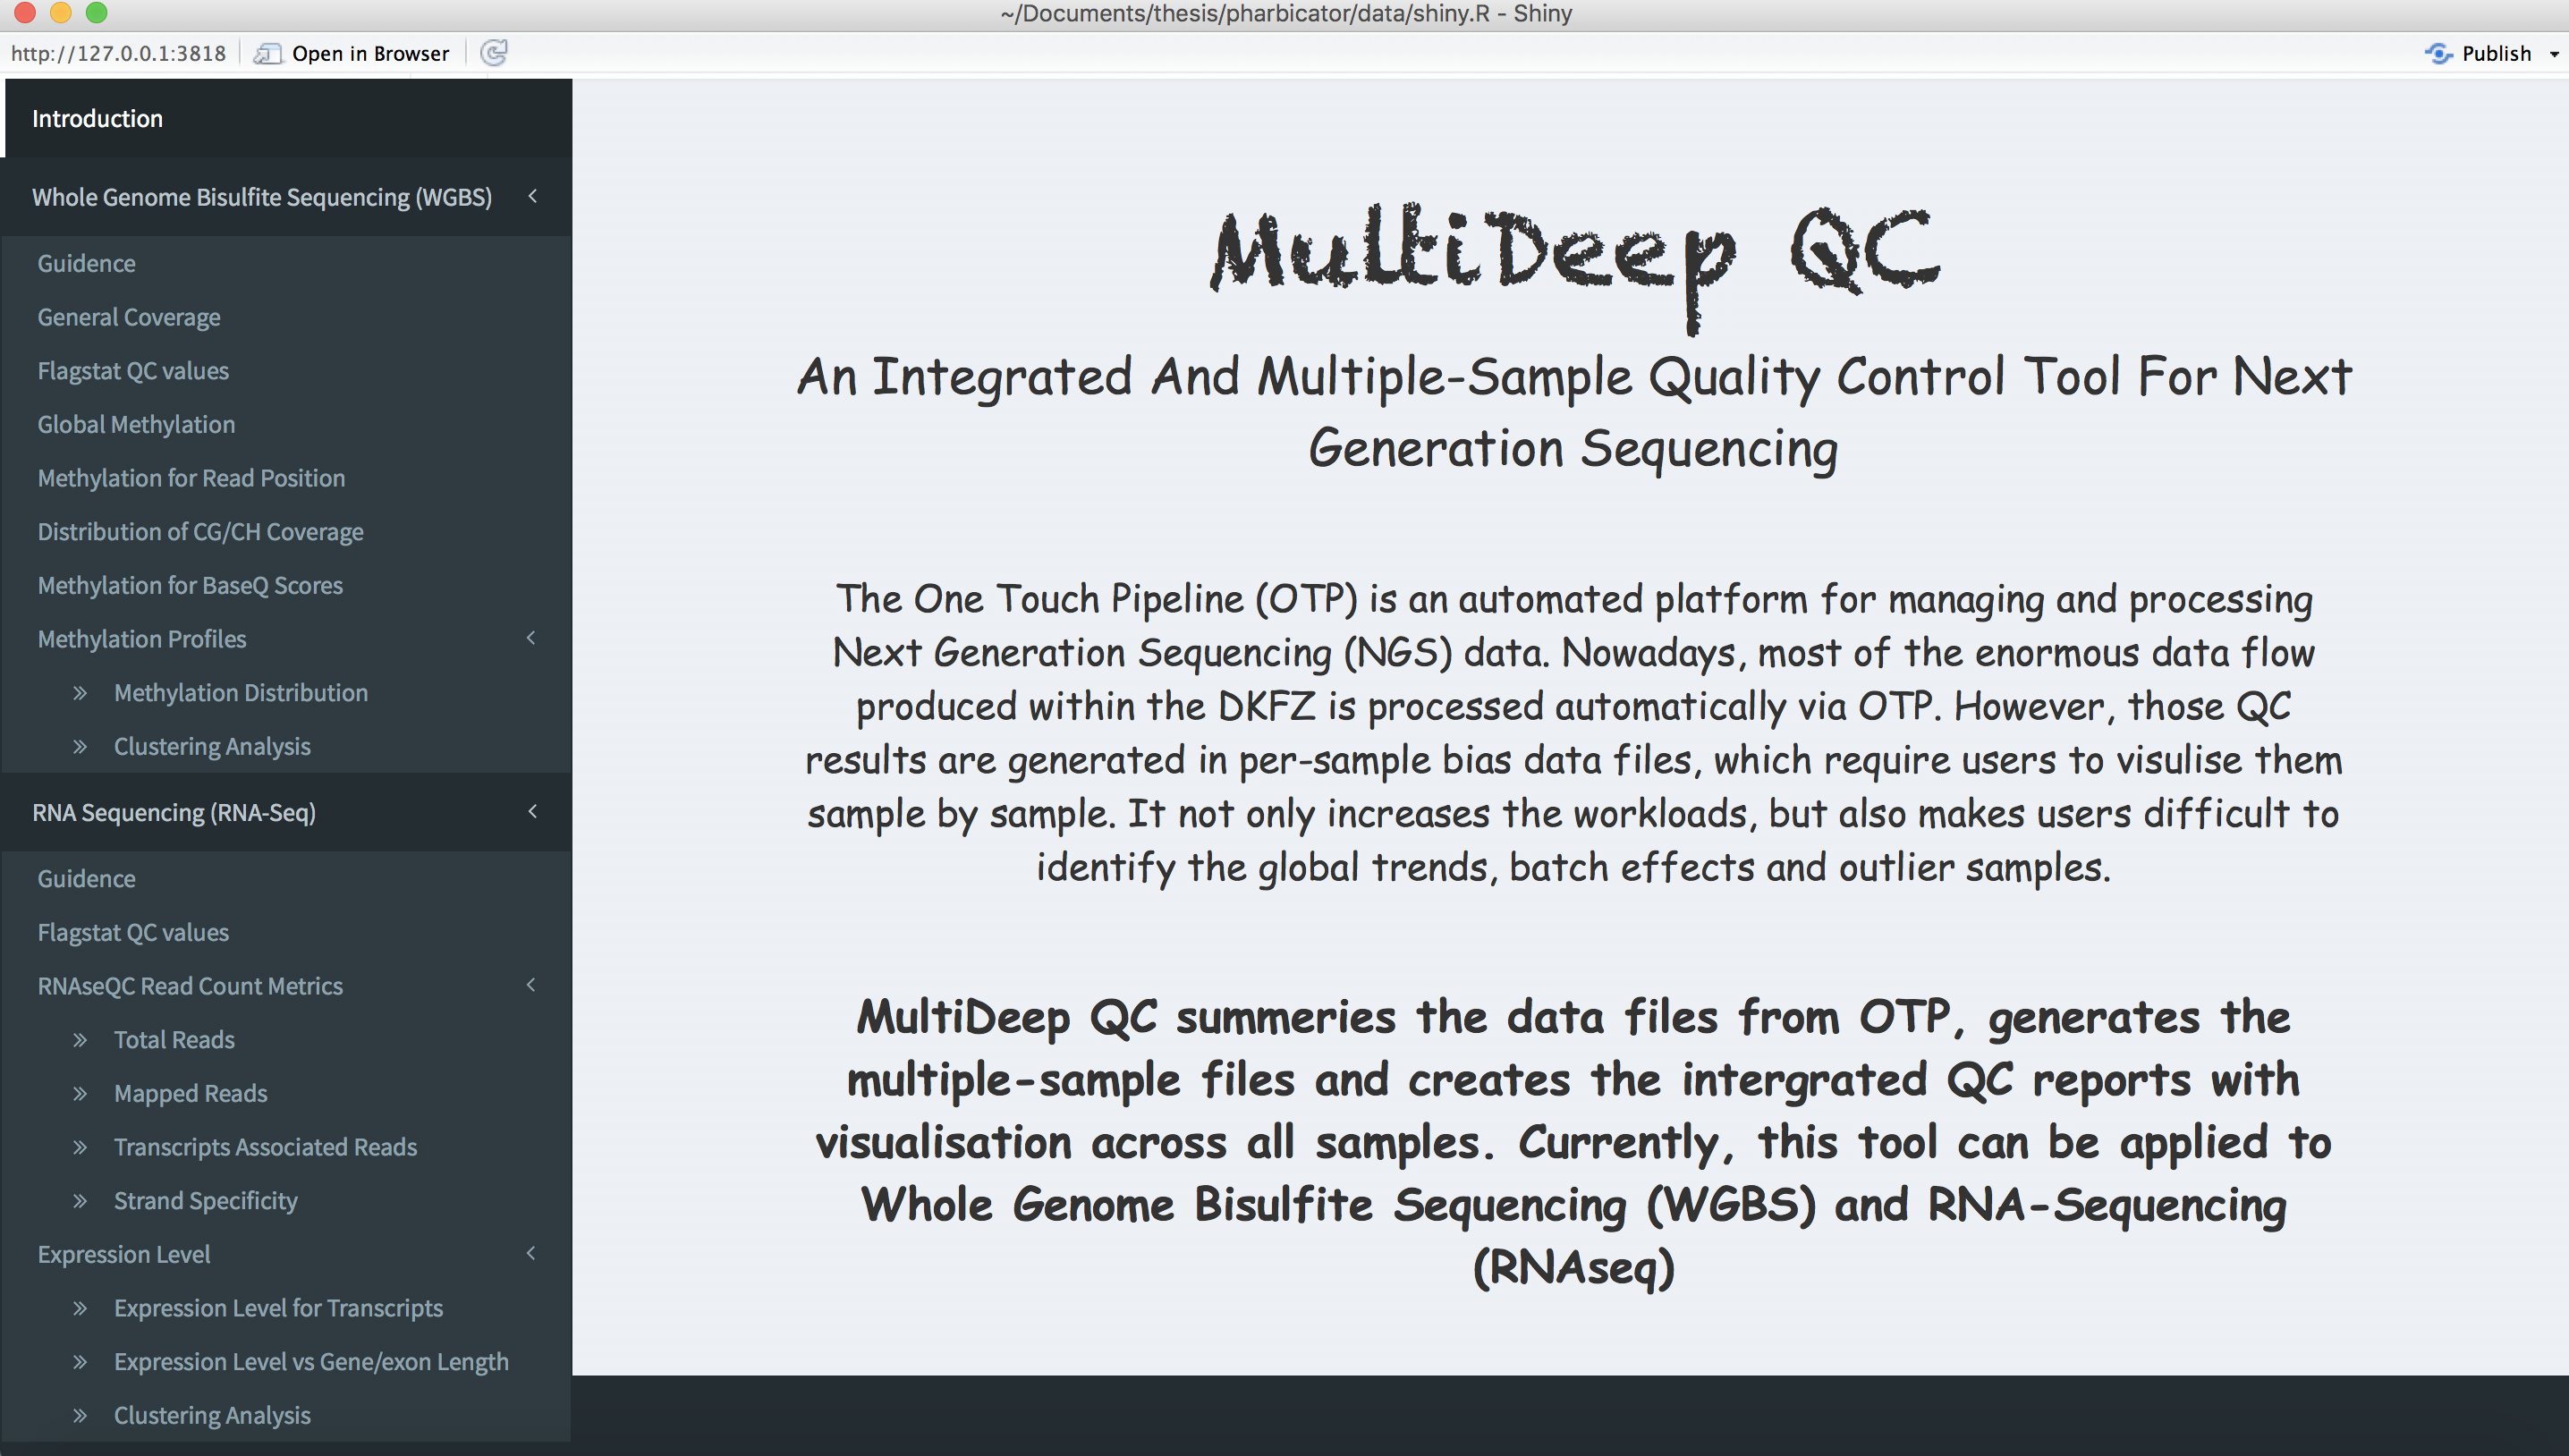 ~/Documents/thesis/pharbicator/data/shiny.R - Shiny
http://127.0.0.1:3818 Open in Browser Publish
Introduction
Whole Genome Bisulfite Sequencing (WGBS)
Guidence
General Coverage
Flagstat QC values
Global Methylation
Methylation for Read Position
Distribution of CG/CH Coverage
Methylation for BaseQ Scores
Methylation Profiles
Methylation Distribution
Clustering Analysis
RNA Sequencing (RNA-Seq)
Guidence
Flagstat QC values
RNAseQC Read Count Metrics
Total Reads
Mapped Reads
Transcripts Associated Reads
Strand Specificity
Expression Level
Expression Level for Transcripts
Expression Level vs Gene/exon Length
Clustering Analysis
MultiDeep QC
An Integrated And Multiple-Sample Quality Control Tool For Next
Generation Sequencing
The One Touch Pipeline (OTP) is an automated platform for managing and processing
Next Generation Sequencing (NGS) data. Nowadays, most of the enormous data flow
produced within the DKFZ is processed automatically via OTP. However, those QC
results are generated in per-sample bias data files, which require users to visulise them
sample by sample. It not only increases the workloads, but also makes users difficult to
identify the global trends, batch effects and outlier samples.
MultiDeep QC summeries the data files from OTP, generates the
multiple-sample files and creates the intergrated QC reports with
visualisation across all samples. Currently, this tool can be applied to
Whole Genome Bisulfite Sequencing (WGBS) and RNA-Sequencing
(RNAseq)